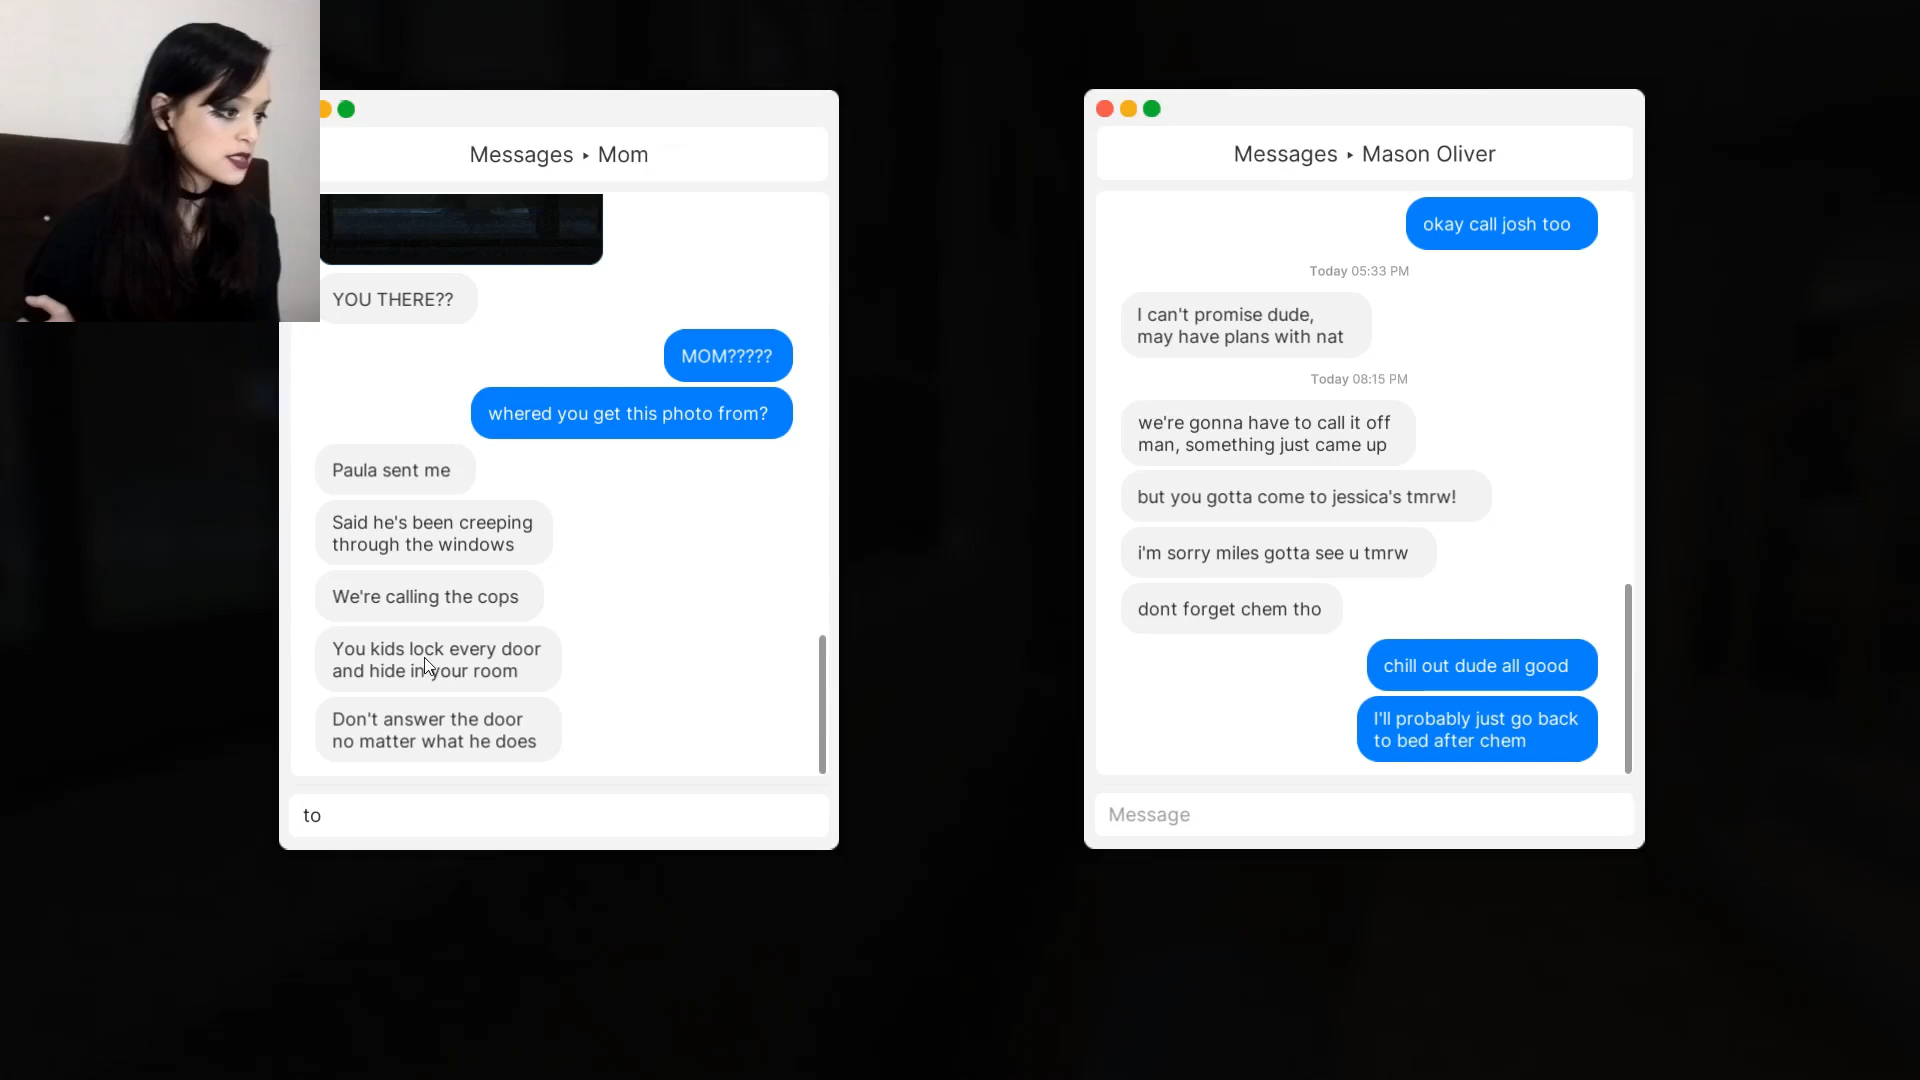 Messages ▸ Mom
YOU THERE??
MOM?????
whered you get this photo from?
Paula sent me
Said he's been creeping
through the windows
We're calling the cops
You kids lock every door
and hide in your room
Don't answer the door
no matter what he does
to
Messages ▸ Mason Oliver
okay call josh too
Today 05:33 PM
I can't promise dude,
may have plans with nat
Today 08:15 PM
we're gonna have to call it off
man, something just came up
but you gotta come to jessica's tmrw!
i'm sorry miles gotta see u tmrw
dont forget chem tho
chill out dude all good
I'll probably just go back
to bed after chem
Message